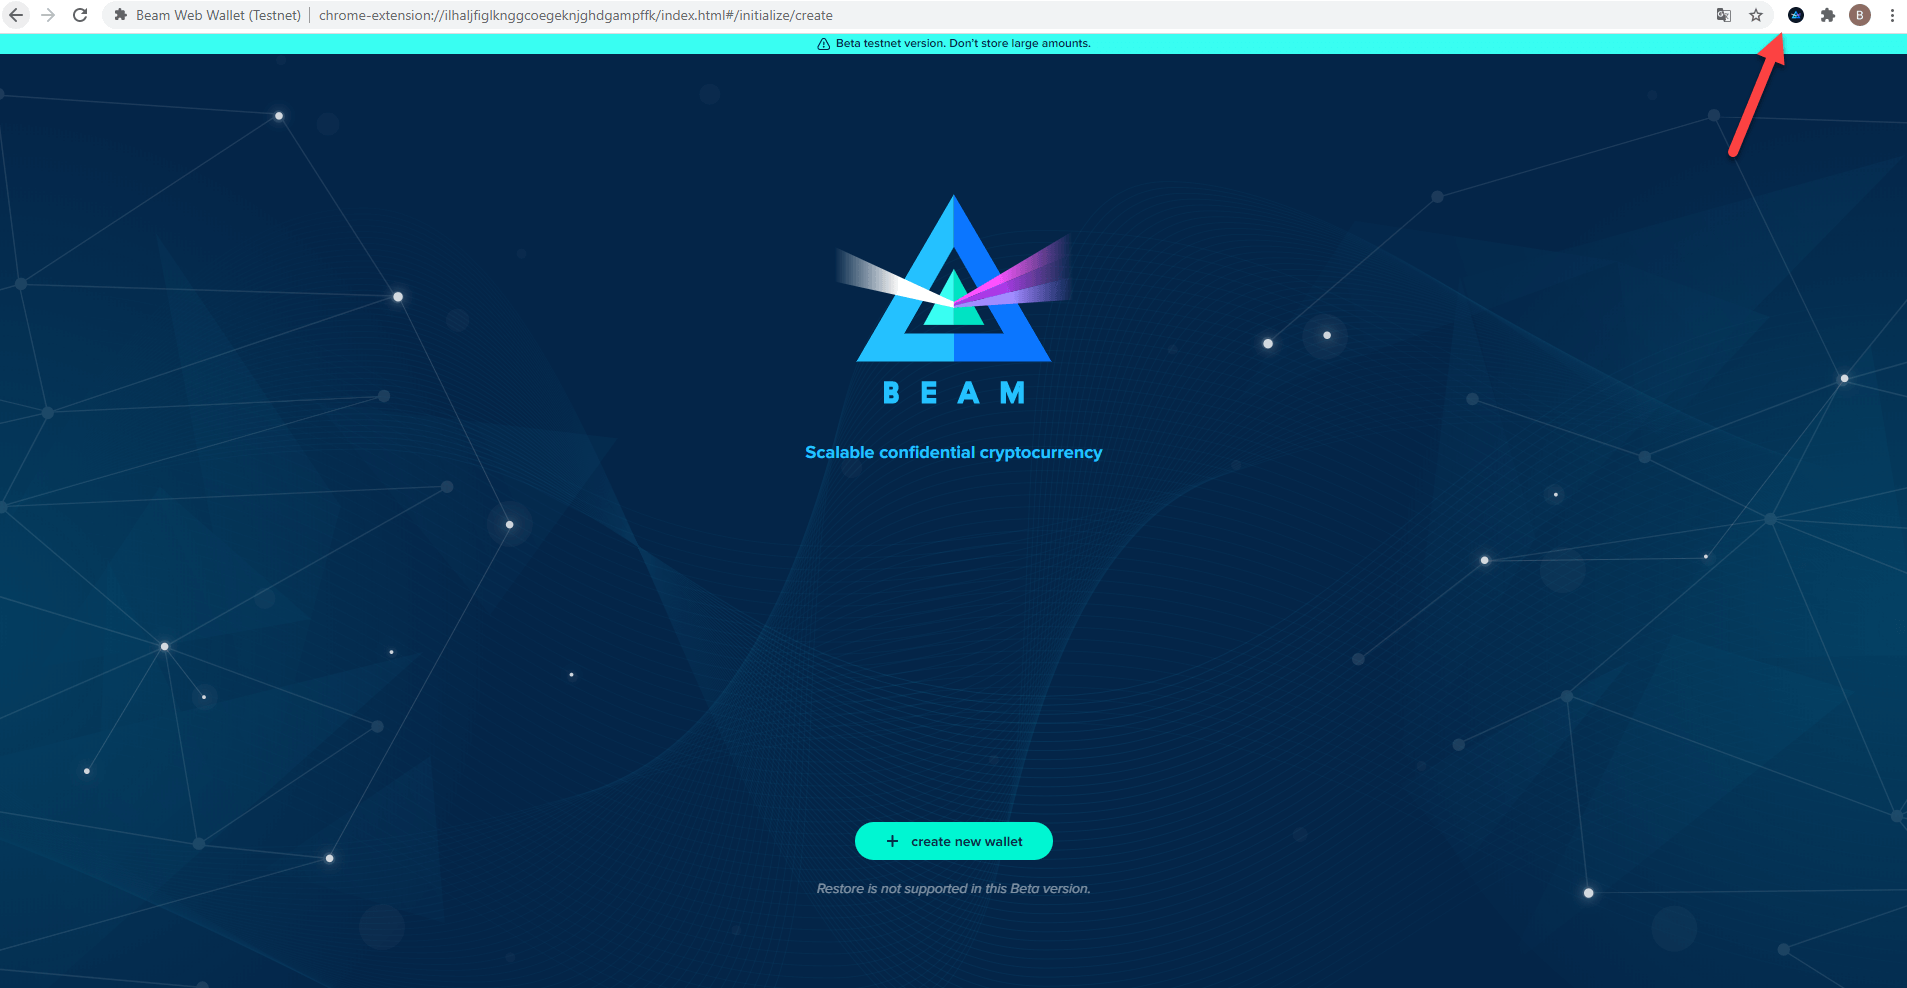 Beam Web Wallet (Testnet) | chrome-extension://ilhaljfiglknggcoegeknjghdgampffk/index.html#/initialize/create
B
Beta testnet version. Don't store large amounts.
BEAM
Scalable confidential cryptocurrency
+ create new wallet
Restore is not supported in this Beta version.